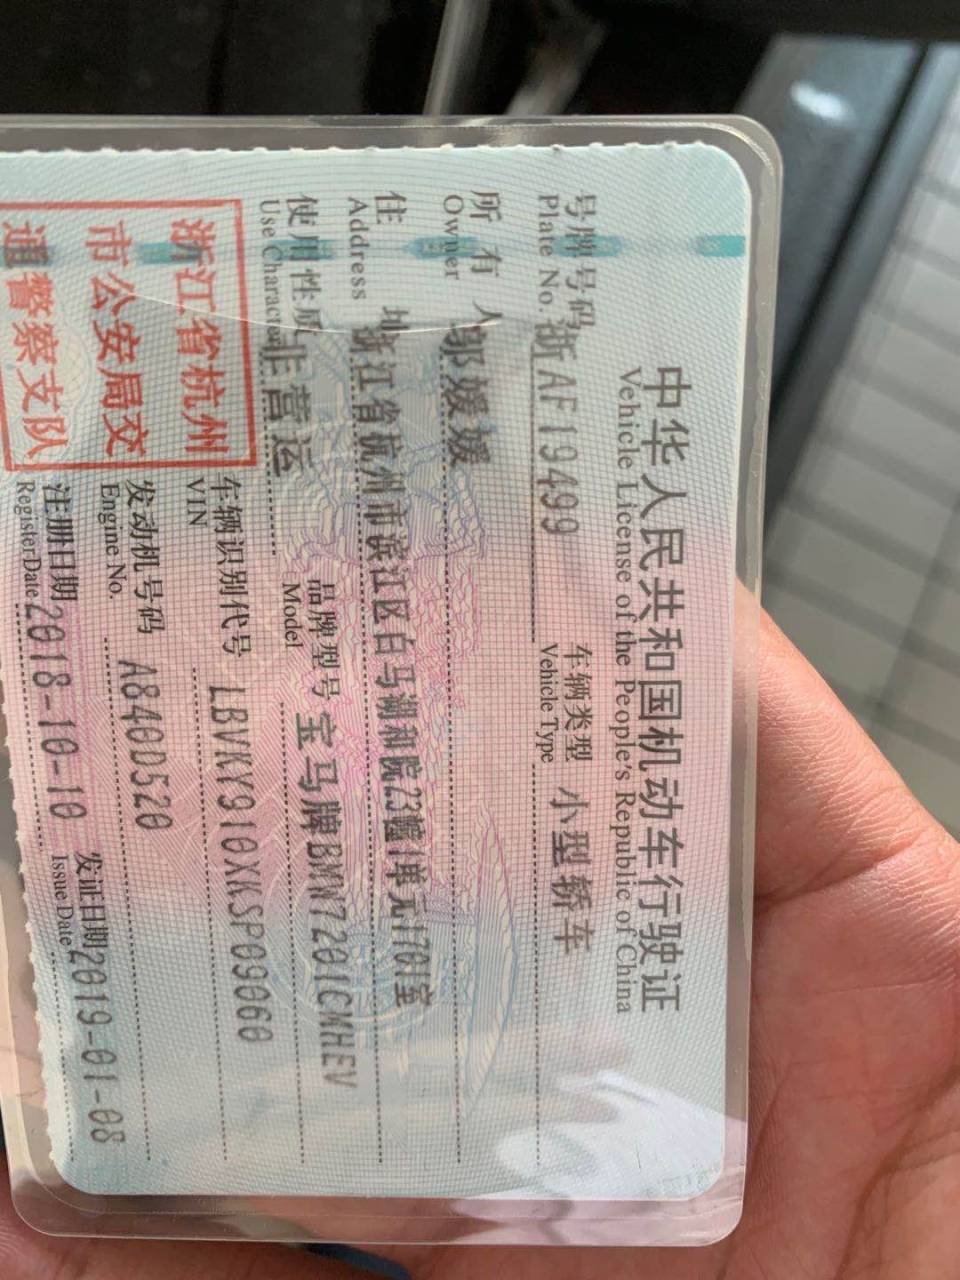 中华人民共和国机动车行驶证
Vehicle License of the People's Republic of China
号牌号码 浙AF19499 车辆类型 小型轿车
Plate No. Vehicle Type
所有人 邬媛媛
Owner
住址 浙江省杭州市滨江区白马湖和院23幢1单元1701室
Address
使用性质 非营运 品牌型号 宝马牌BMW7201CMHEV
Use Character Model
浙江省杭州
市公安局交
通警察支队
车辆识别代号 LBVKY910XKSP09060
VIN
发动机号码 A840D520
Engine No.
注册日期 2018-10-10 发证日期 2019-01-08
Register Date Issue Date